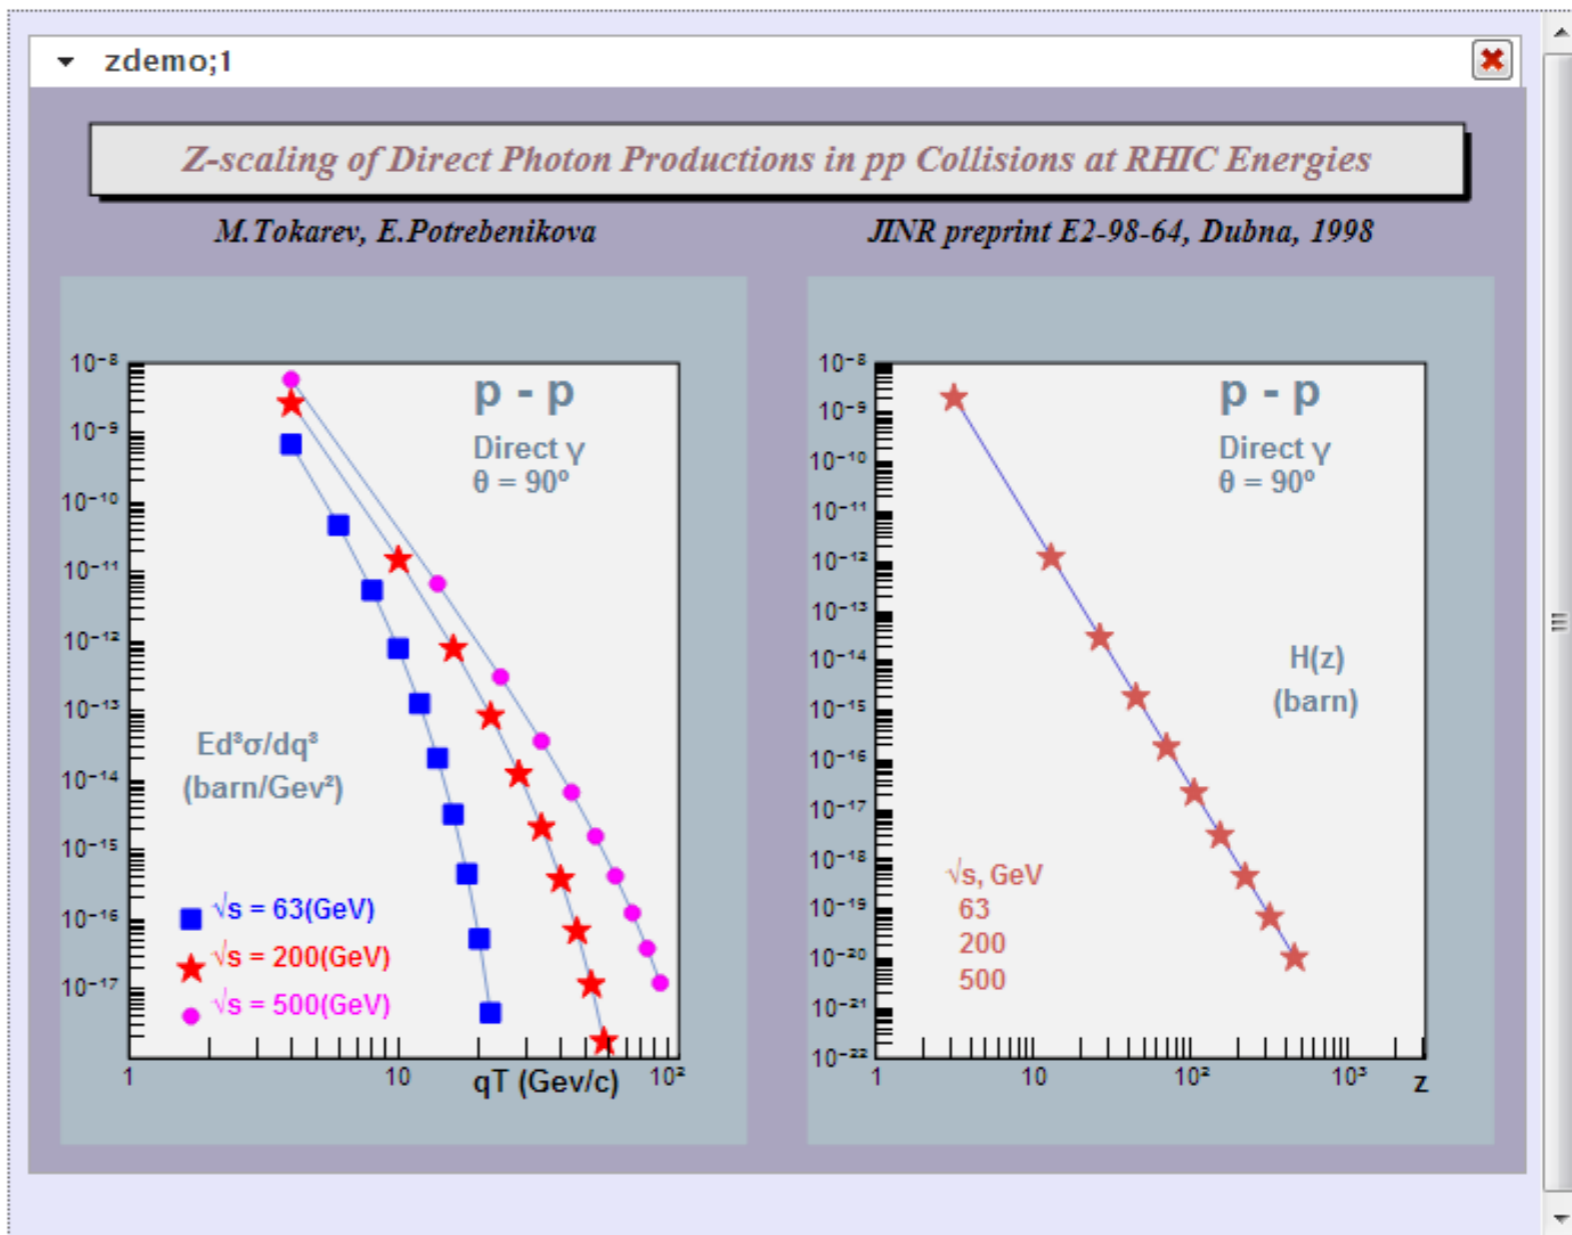 zdemo;1
Z-scaling of Direct Photon Productions in pp Collisions at RHIC Energies
M.Tokarev, E.Potrebenikova
JINR preprint E2-98-64, Dubna, 1998
10⁻⁸
10⁻⁹
10⁻¹⁰
10⁻¹¹
10⁻¹²
10⁻¹³
10⁻¹⁴
10⁻¹⁵
10⁻¹⁶
10⁻¹⁷
p - p
Direct γ
θ = 90º
Ed³σ/dq³
(barn/Gev²)
√s = 63(GeV)
√s = 200(GeV)
√s = 500(GeV)
1
10
10²
qT (Gev/c)
10⁻⁸
10⁻⁹
10⁻¹⁰
10⁻¹¹
10⁻¹²
10⁻¹³
10⁻¹⁴
10⁻¹⁵
10⁻¹⁶
10⁻¹⁷
10⁻¹⁸
10⁻¹⁹
10⁻²⁰
10⁻²¹
10⁻²²
p - p
Direct γ
θ = 90º
H(z)
(barn)
√s, GeV
63
200
500
1
10
10²
10³
z